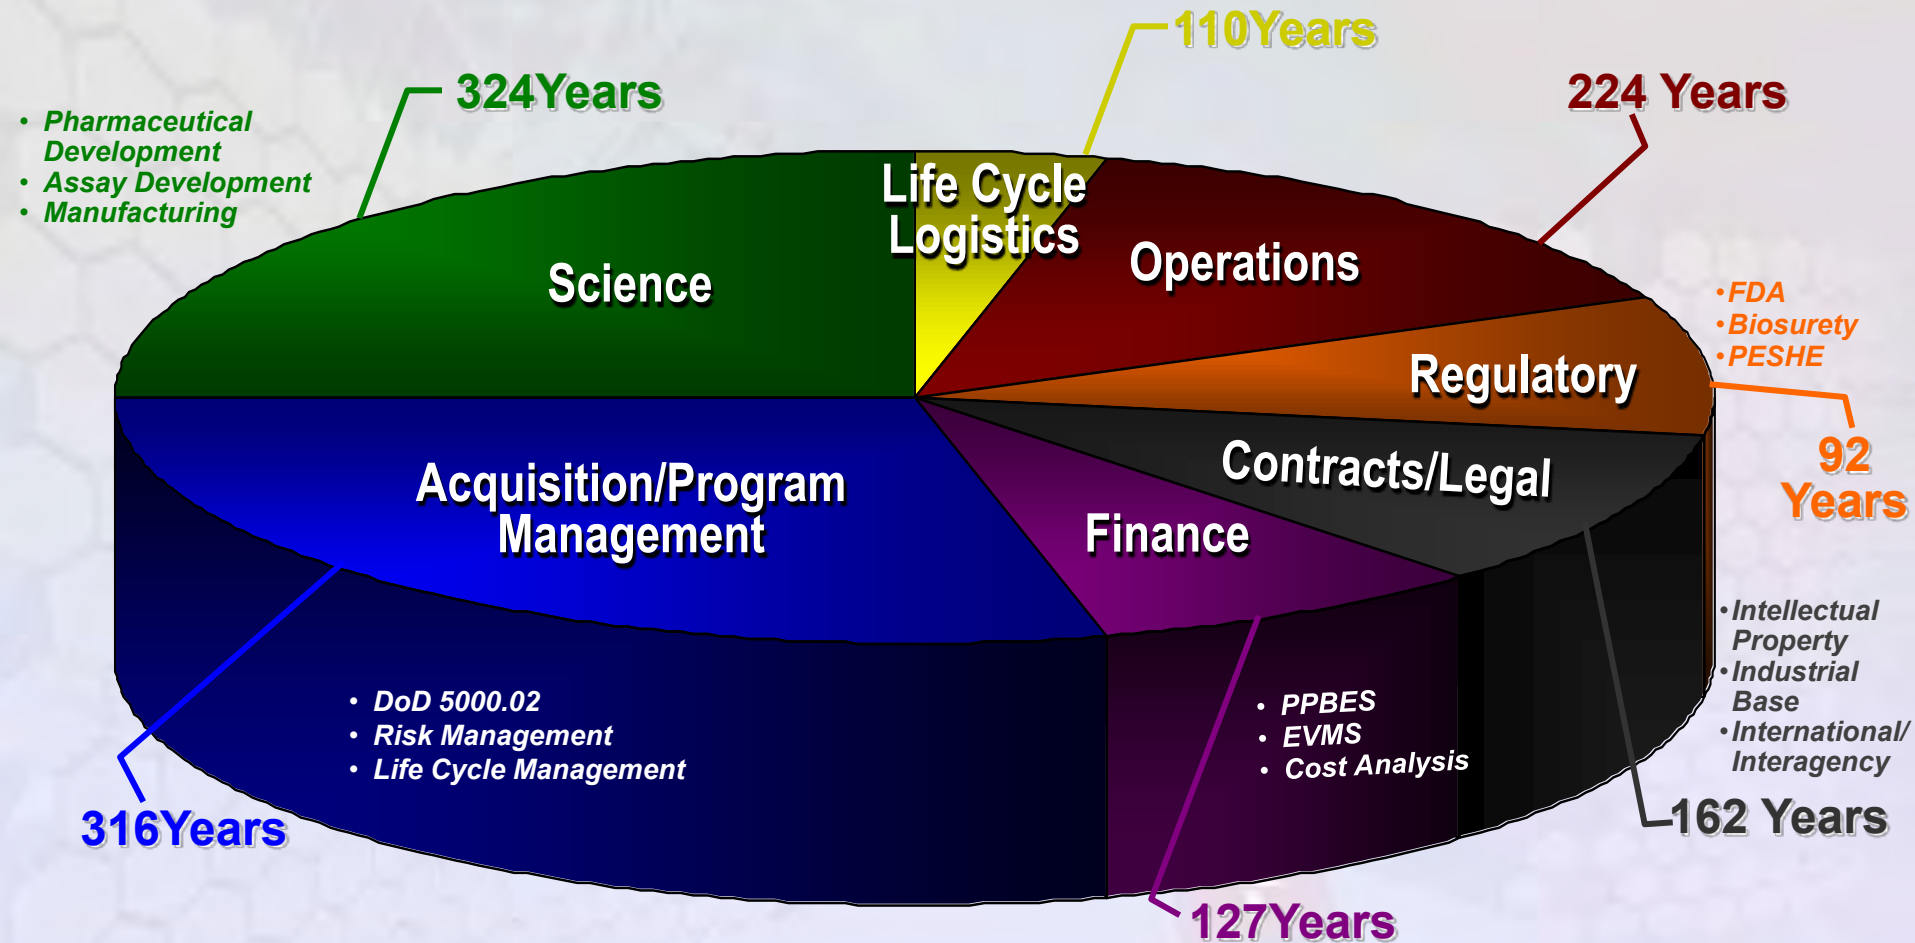 110Years
324Years
224 Years
• Pharmaceutical
Development
• Assay Development
• Manufacturing
Life Cycle
Logistics
Operations
Science
• FDA
• Biosurety
• PESHE
Regulatory
92
Years
Contracts/Legal
Acquisition/Program
Management
Finance
• Intellectual
Property
• Industrial
Base
• International/
Interagency
• DoD 5000.02
• Risk Management
• Life Cycle Management
• PPBES
• EVMS
• Cost Analysis
316Years
162 Years
127Years